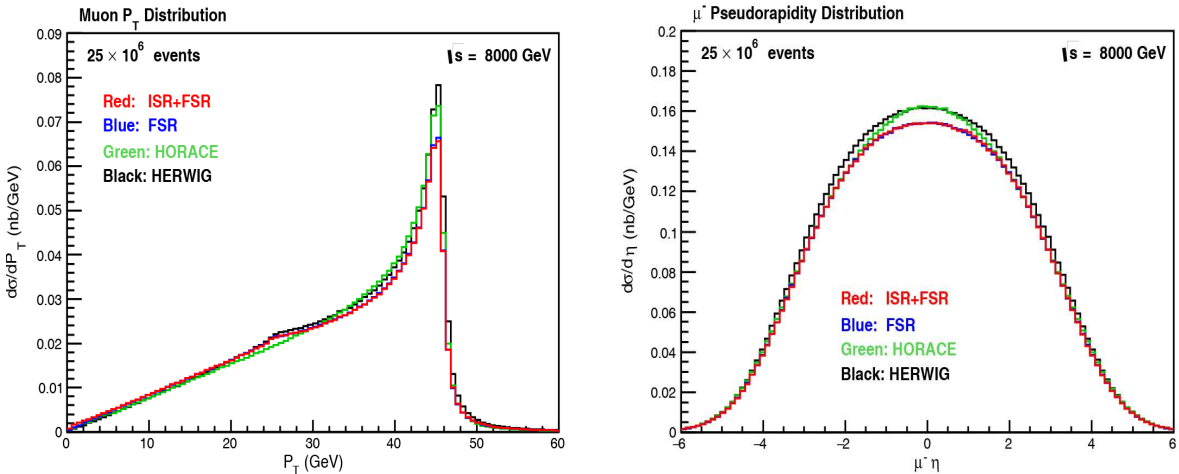 Muon P_T Distribution
25 × 10^6 events
√s = 8000 GeV
Red: ISR+FSR
Blue: FSR
Green: HORACE
Black: HERWIG
dσ/dP_T (nb/GeV)
0.09
0.08
0.07
0.06
0.05
0.04
0.03
0.02
0.01
0
0 10 20 30 40 50 60
P_T (GeV)
μ^- Pseudorapidity Distribution
25 × 10^6 events
√s = 8000 GeV
dσ/dη (nb/GeV)
0.2
0.18
0.16
0.14
0.12
0.1
0.08
0.06
0.04
0.02
0
Red: ISR+FSR
Blue: FSR
Green: HORACE
Black: HERWIG
−6 −4 −2 0 2 4 6
μ^- η